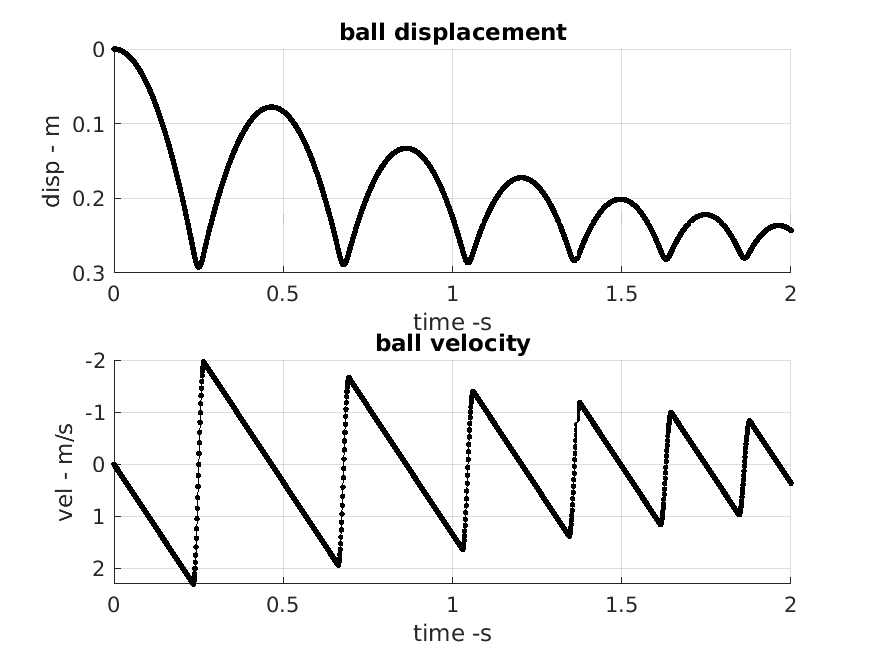 ball displacement
disp - m
0
0.1
0.2
0.3
0 0.5 1 1.5 2
time -s
ball velocity
vel - m/s
-2
-1
0
1
2
0 0.5 1 1.5 2
time -s